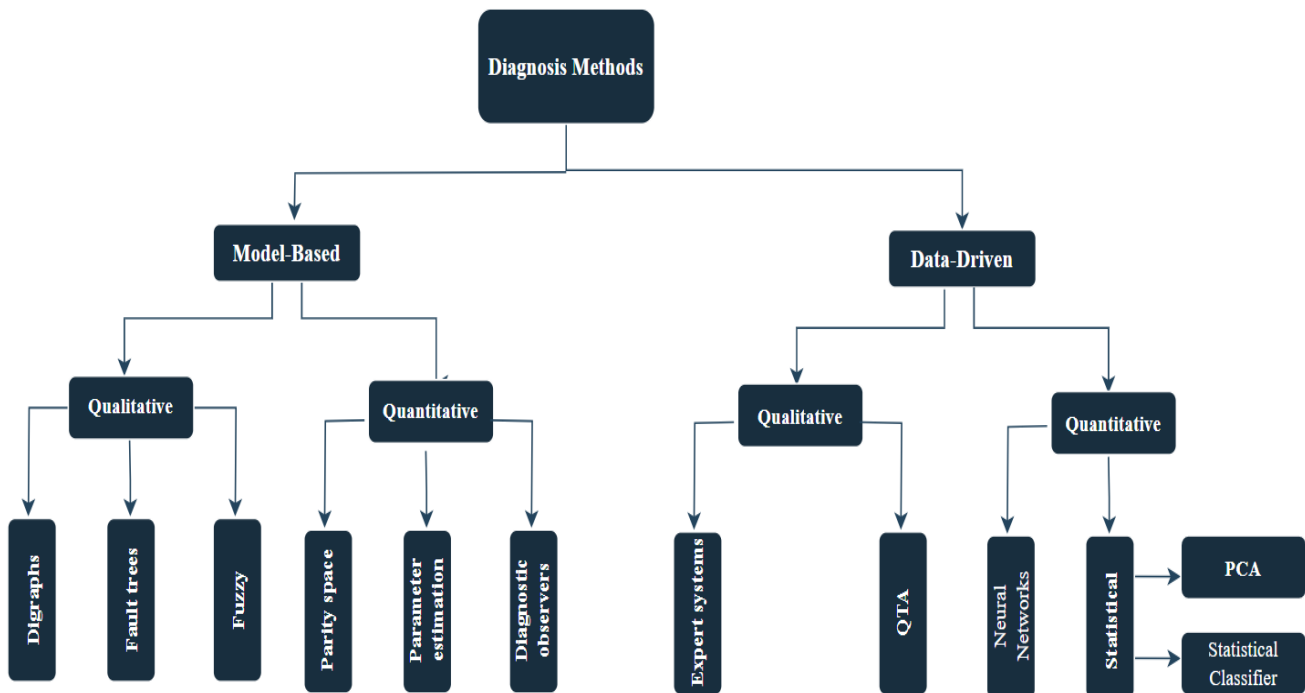 Diagnosis Methods
Model-Based
Data-Driven
Qualitative
Quantitative
Qualitative
Quantitative
Digraphs
Fault trees
Fuzzy
Parity space
Parameter
estimation
Diagnostic
observers
Expert systems
QTA
Neural
Networks
Statistical
PCA
Statistical
Classifier